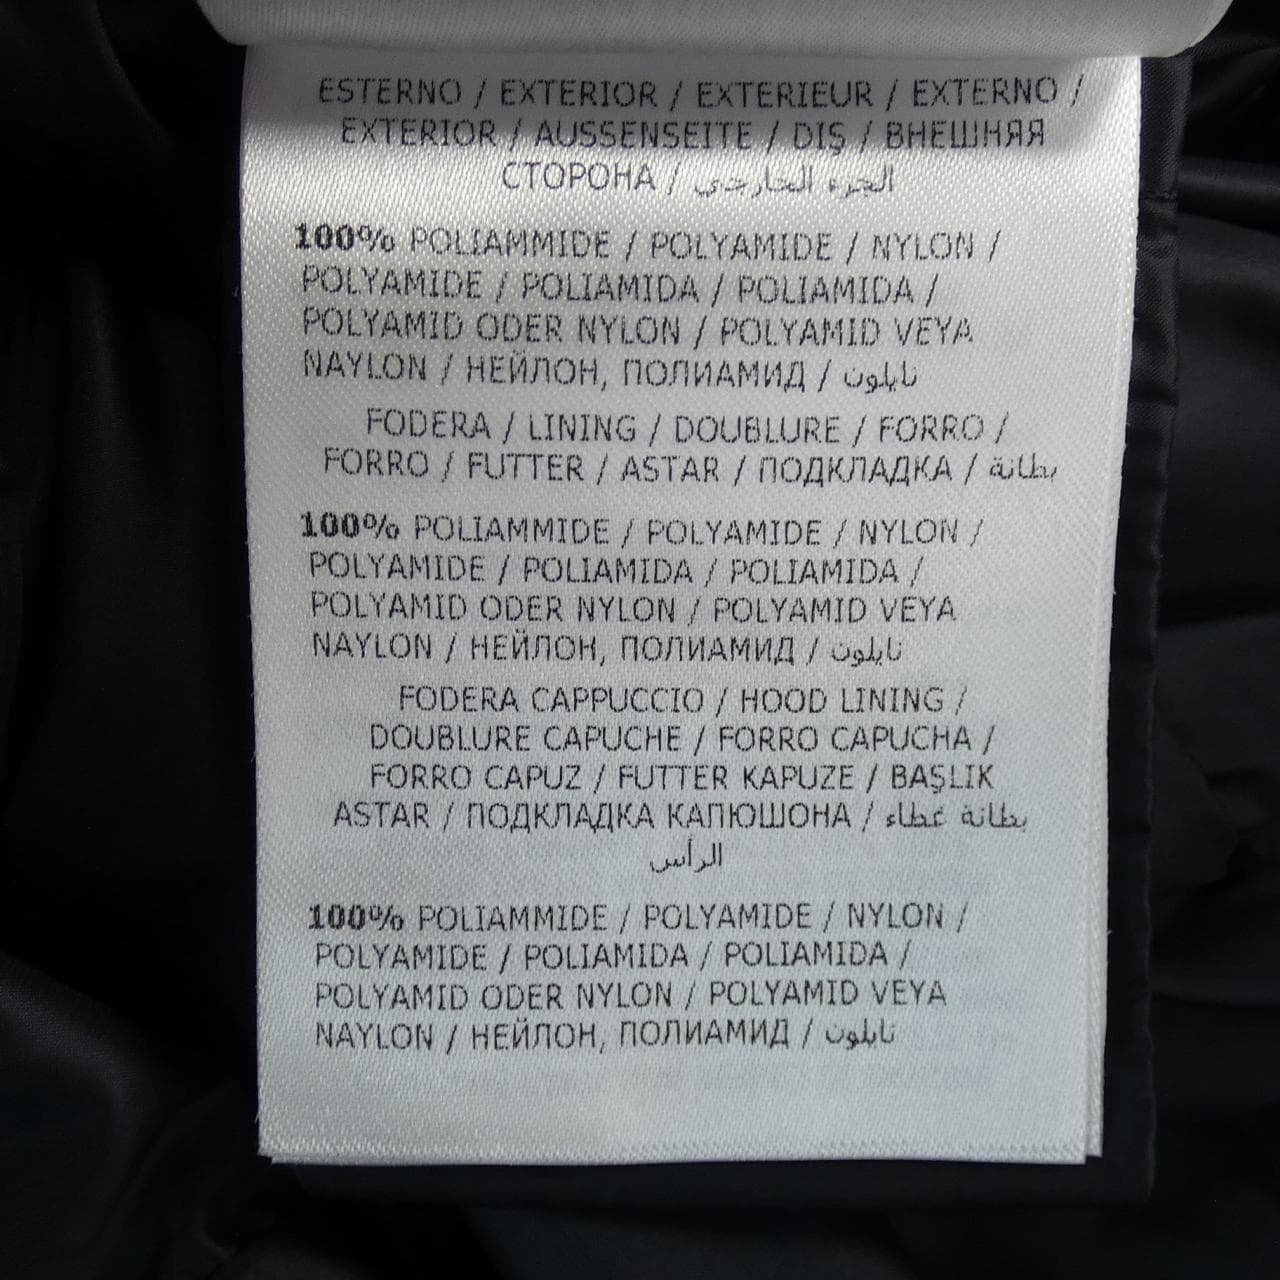 ESTERNO / EXTERIOR / EXTERIEUR / EXTERNO /
EXTERIOR / AUSSENSEITE / DIŞ / ВНЕШНЯЯ
СТОРОНА / الجزء الخارجي
100% POLIAMMIDE / POLYAMIDE / NYLON /
POLYAMIDE / POLIAMIDA / POLIAMIDA /
POLYAMID ODER NYLON / POLYAMID VEYA
NAYLON / НЕЙЛОН, ПОЛИАМИД / نايلون
FODERA / LINING / DOUBLURE / FORRO /
FORRO / FUTTER / ASTAR / ПОДКЛАДКА / بطانة
100% POLIAMMIDE / POLYAMIDE / NYLON /
POLYAMIDE / POLIAMIDA / POLIAMIDA /
POLYAMID ODER NYLON / POLYAMID VEYA
NAYLON / НЕЙЛОН, ПОЛИАМИД / نايلون
FODERA CAPPUCCIO / HOOD LINING /
DOUBLURE CAPUCHE / FORRO CAPUCHA /
FORRO CAPUZ / FUTTER KAPUZE / BAŞLIK
ASTAR / ПОДКЛАДКА КАПЮШОНА / بطانة غطاء
الرأس
100% POLIAMMIDE / POLYAMIDE / NYLON /
POLYAMIDE / POLIAMIDA / POLIAMIDA /
POLYAMID ODER NYLON / POLYAMID VEYA
NAYLON / НЕЙЛОН, ПОЛИАМИД / نايلون